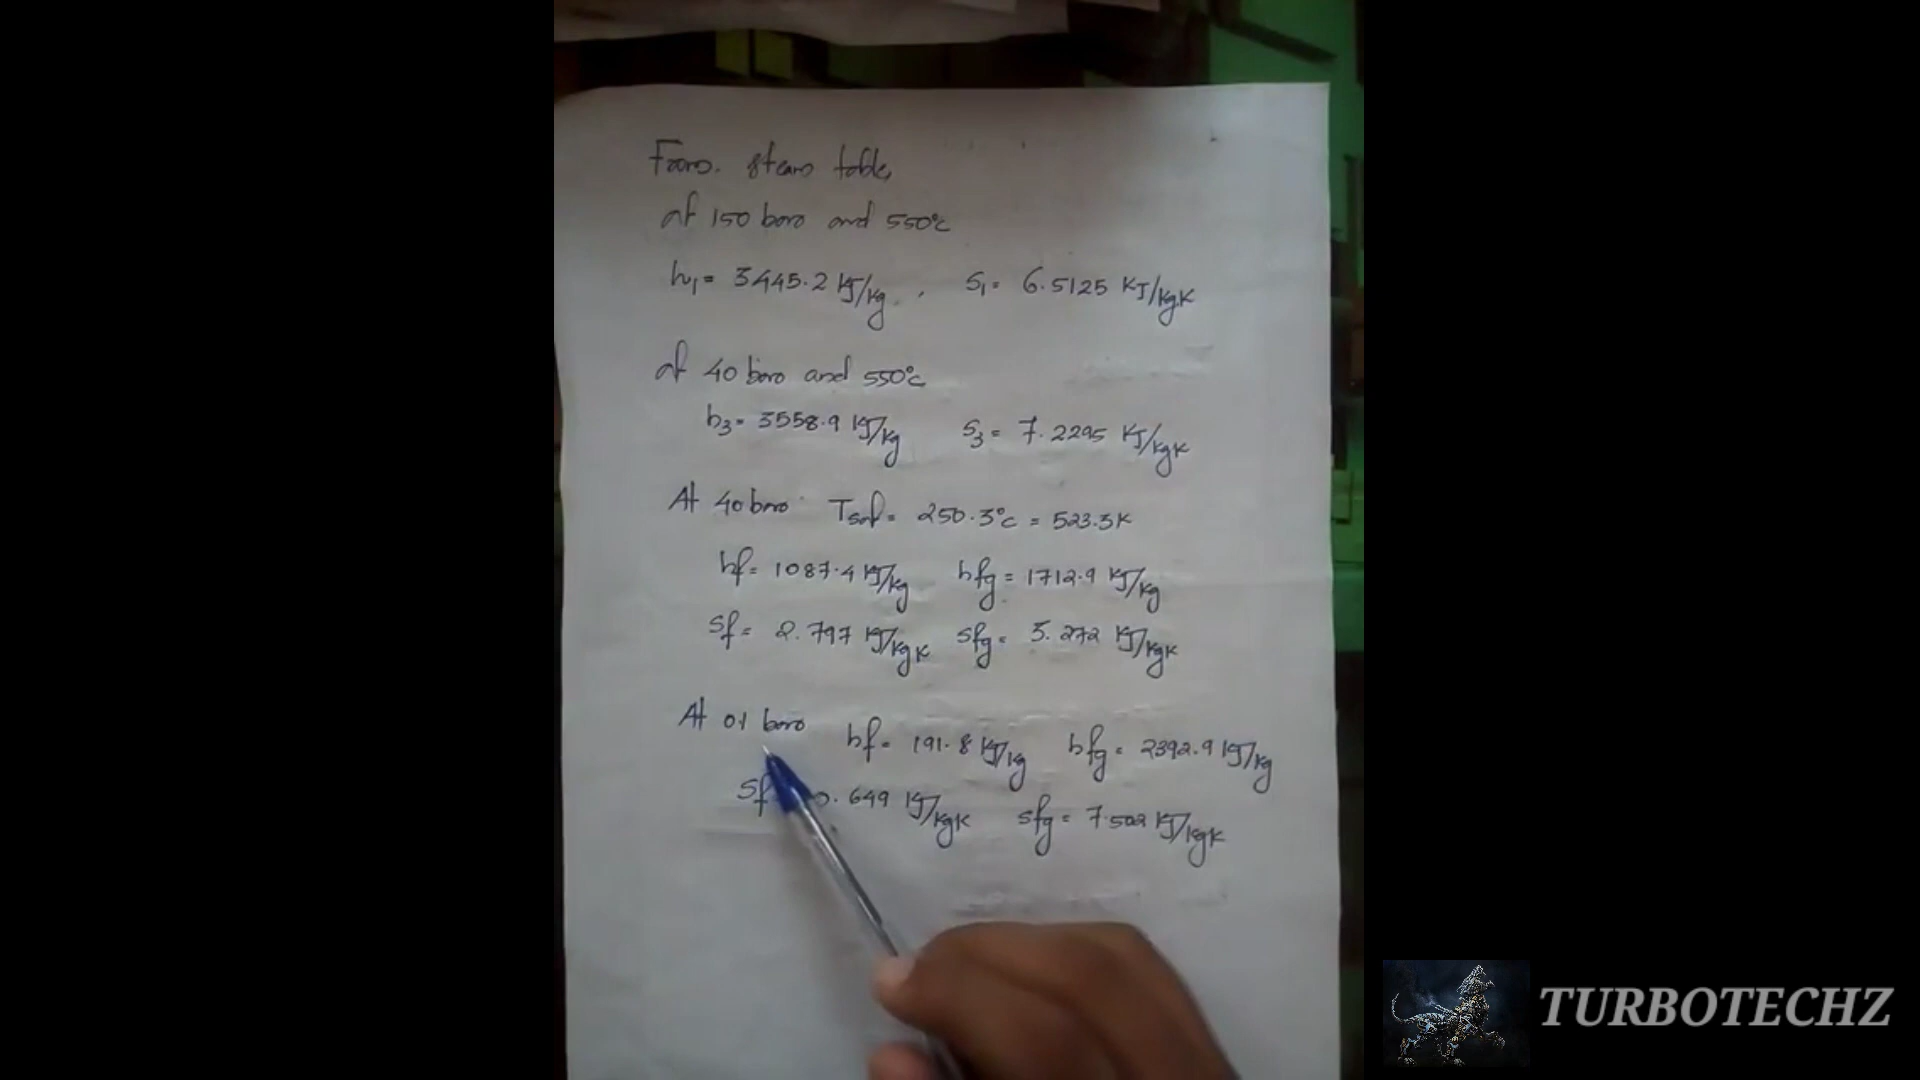 From. steam table,
at 150 bar and 550°C
h₁= 3445.2 KJ/kg. , S₁= 6.5125 KJ/kg.K
at 40 bar and 550°C
h₃= 3558.9 KJ/kg S₃= 7.2295 KJ/kgK
At 40 bar Tsat= 250.3°C = 523.3K
hf= 1087.4 KJ/kg hfg= 1712.9 KJ/kg
Sf= 2.797 KJ/kgK Sfg= 3.272 KJ/kgK
At 0.1 bar hf= 191.8 KJ/kg hfg= 2392.9 KJ/kg
Sf 0.649 KJ/kgK Sfg= 7.502 KJ/kgK
TURBOTECHZ